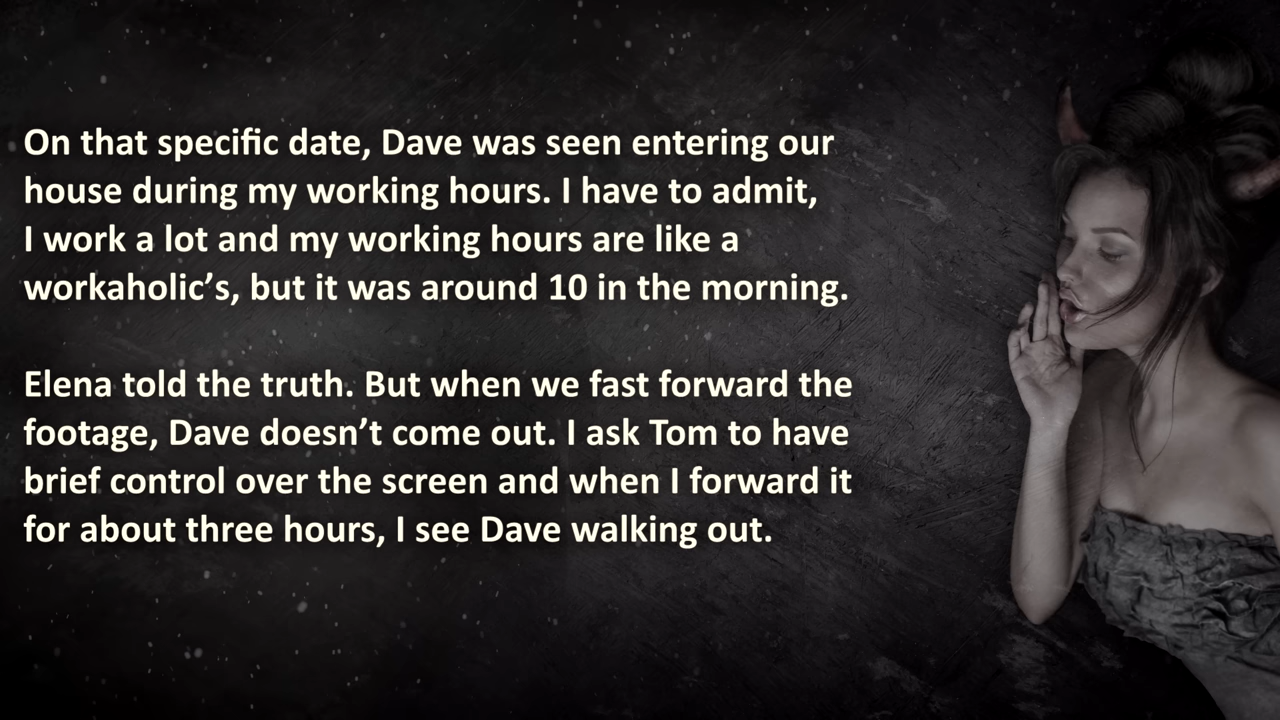 On that specific date, Dave was seen entering our
house during my working hours. I have to admit,
I work a lot and my working hours are like a
workaholic’s, but it was around 10 in the morning.
Elena told the truth. But when we fast forward the
footage, Dave doesn’t come out. I ask Tom to have
brief control over the screen and when I forward it
for about three hours, I see Dave walking out.